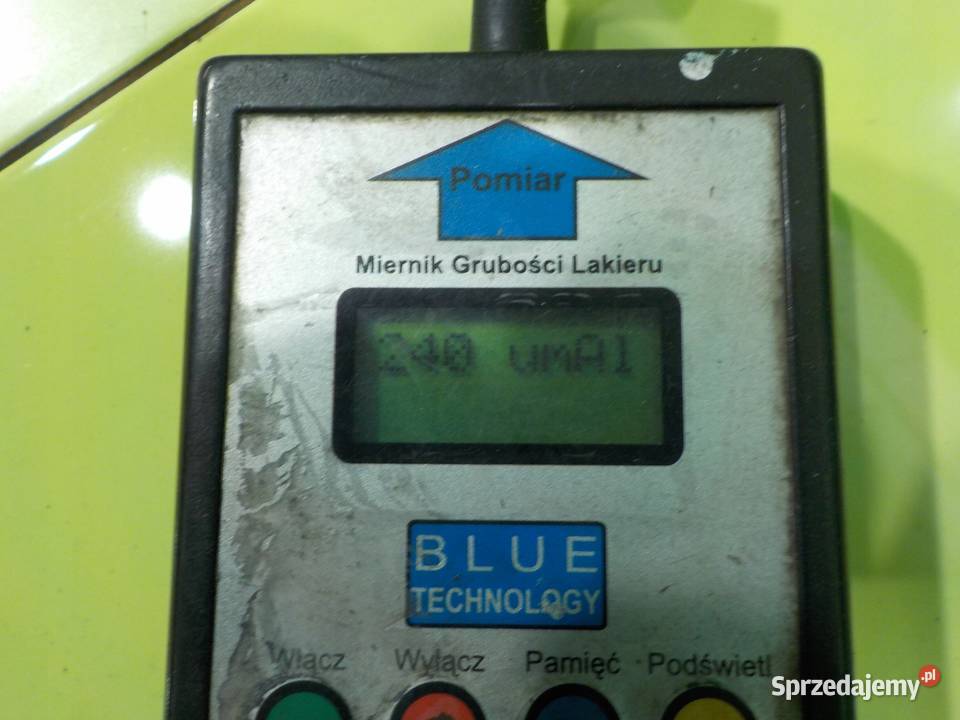 Pomiar
Miernik Grubości Lakieru
240 umAl
BLUE
TECHNOLOGY
Włącz Wyłącz Pamięć Podświetl
Sprzedajemy.pl